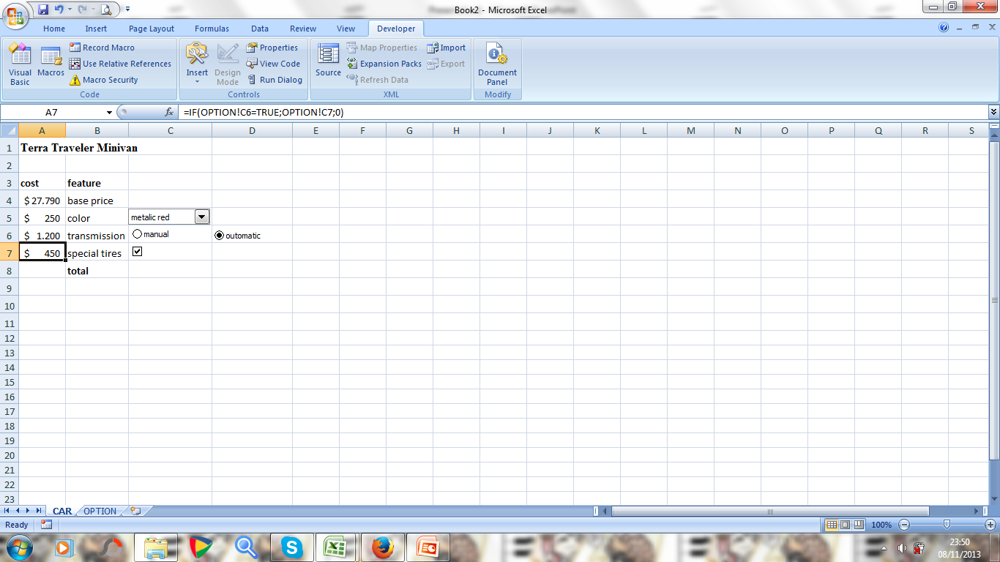 Book2 - Microsoft Excel
Home Insert Page Layout Formulas Data Review View Developer
Visual Basic
Macros
Record Macro
Use Relative References
Macro Security
Code
Insert
Design Mode
Properties
View Code
Run Dialog
Controls
Source
Map Properties
Expansion Packs
Refresh Data
Import
Export
XML
Document Panel
Modify
A7 fx =IF(OPTION!C6=TRUE;OPTION!C7;0)
A B C D E F G H I J K L M N O P Q R S
1 Terra Traveler Minivan
2
3 cost feature
4 $ 27.790 base price
5 $ 250 color metalic red
6 $ 1.200 transmission manual outomatic
7 $ 450 special tires
8 total
9
10
11
12
13
14
15
16
17
18
19
20
21
22
23
CAR OPTION
Ready 100%
23:50
08/11/2013